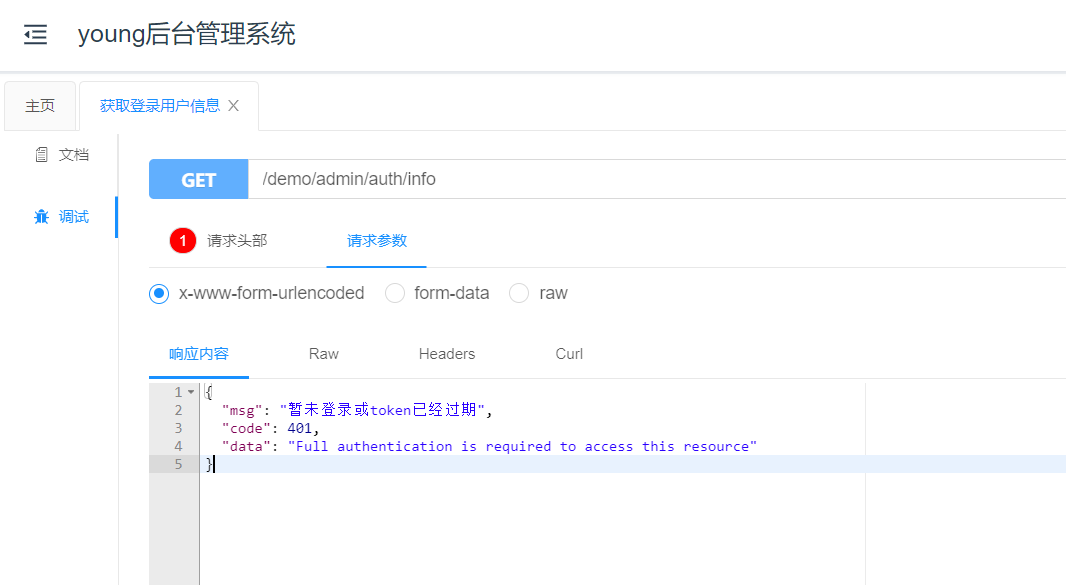 young后台管理系统
主页
获取登录用户信息
文档
调试
GET /demo/admin/auth/info
1 请求头部 请求参数
x-www-form-urlencoded form-data raw
响应内容 Raw Headers Curl
1 {
2 "msg": "暂未登录或token已经过期",
3 "code": 401,
4 "data": "Full authentication is required to access this resource"
5 }